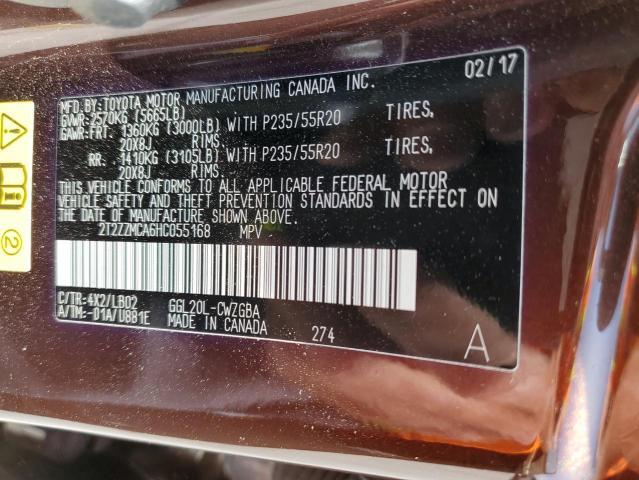 MFD.BY:TOYOTA MOTOR MANUFACTURING CANADA INC. 02/17
GVWR:2570KG (5665LB)
GAWR:FRT. 1360KG (3000LB) WITH P235/55R20 TIRES,
20X8J RIMS.
RR. 1410KG (3105LB) WITH P235/55R20 TIRES,
20X8J RIMS.
THIS VEHICLE CONFORMS TO ALL APPLICABLE FEDERAL MOTOR
VEHICLE SAFETY AND THEFT PREVENTION STANDARDS IN EFFECT
ON THE DATE OF MANUFACTURE SHOWN ABOVE.
2T2ZZMCA6HC055168 MPV
C/TR:4X2/LB02 GGL20L-CWZGBA
A/TM:-01A/U881E MADE IN CANADA 274 A
2